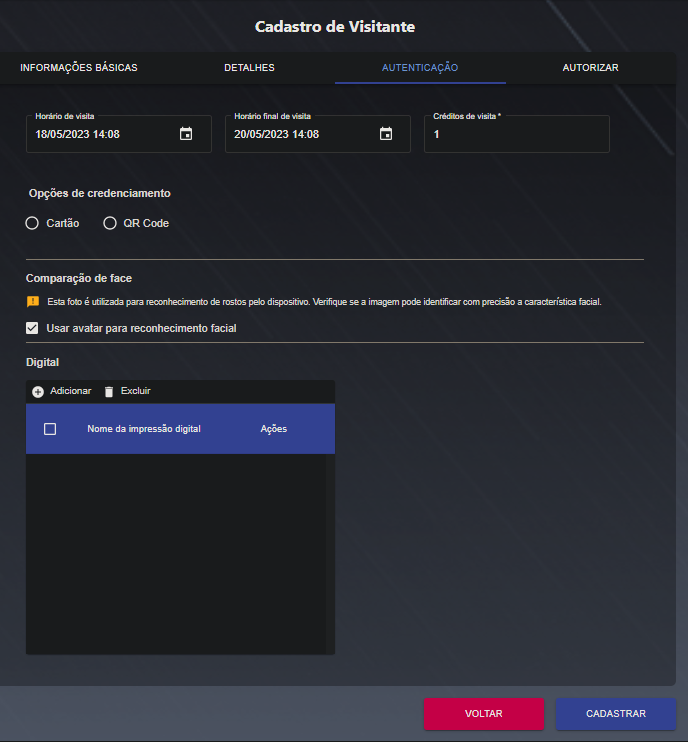 Cadastro de Visitante
INFORMAÇÕES BÁSICAS DETALHES AUTENTICAÇÃO AUTORIZAR
Horário de visita Horário final de visita Créditos de visita *
18/05/2023 14:08 20/05/2023 14:08 1
Opções de credenciamento
Cartão QR Code
Comparação de face
Esta foto é utilizada para reconhecimento de rostos pelo dispositivo. Verifique se a imagem pode identificar com precisão a característica facial.
Usar avatar para reconhecimento facial
Digital
Adicionar Excluir
Nome da impressão digital Ações
VOLTAR CADASTRAR